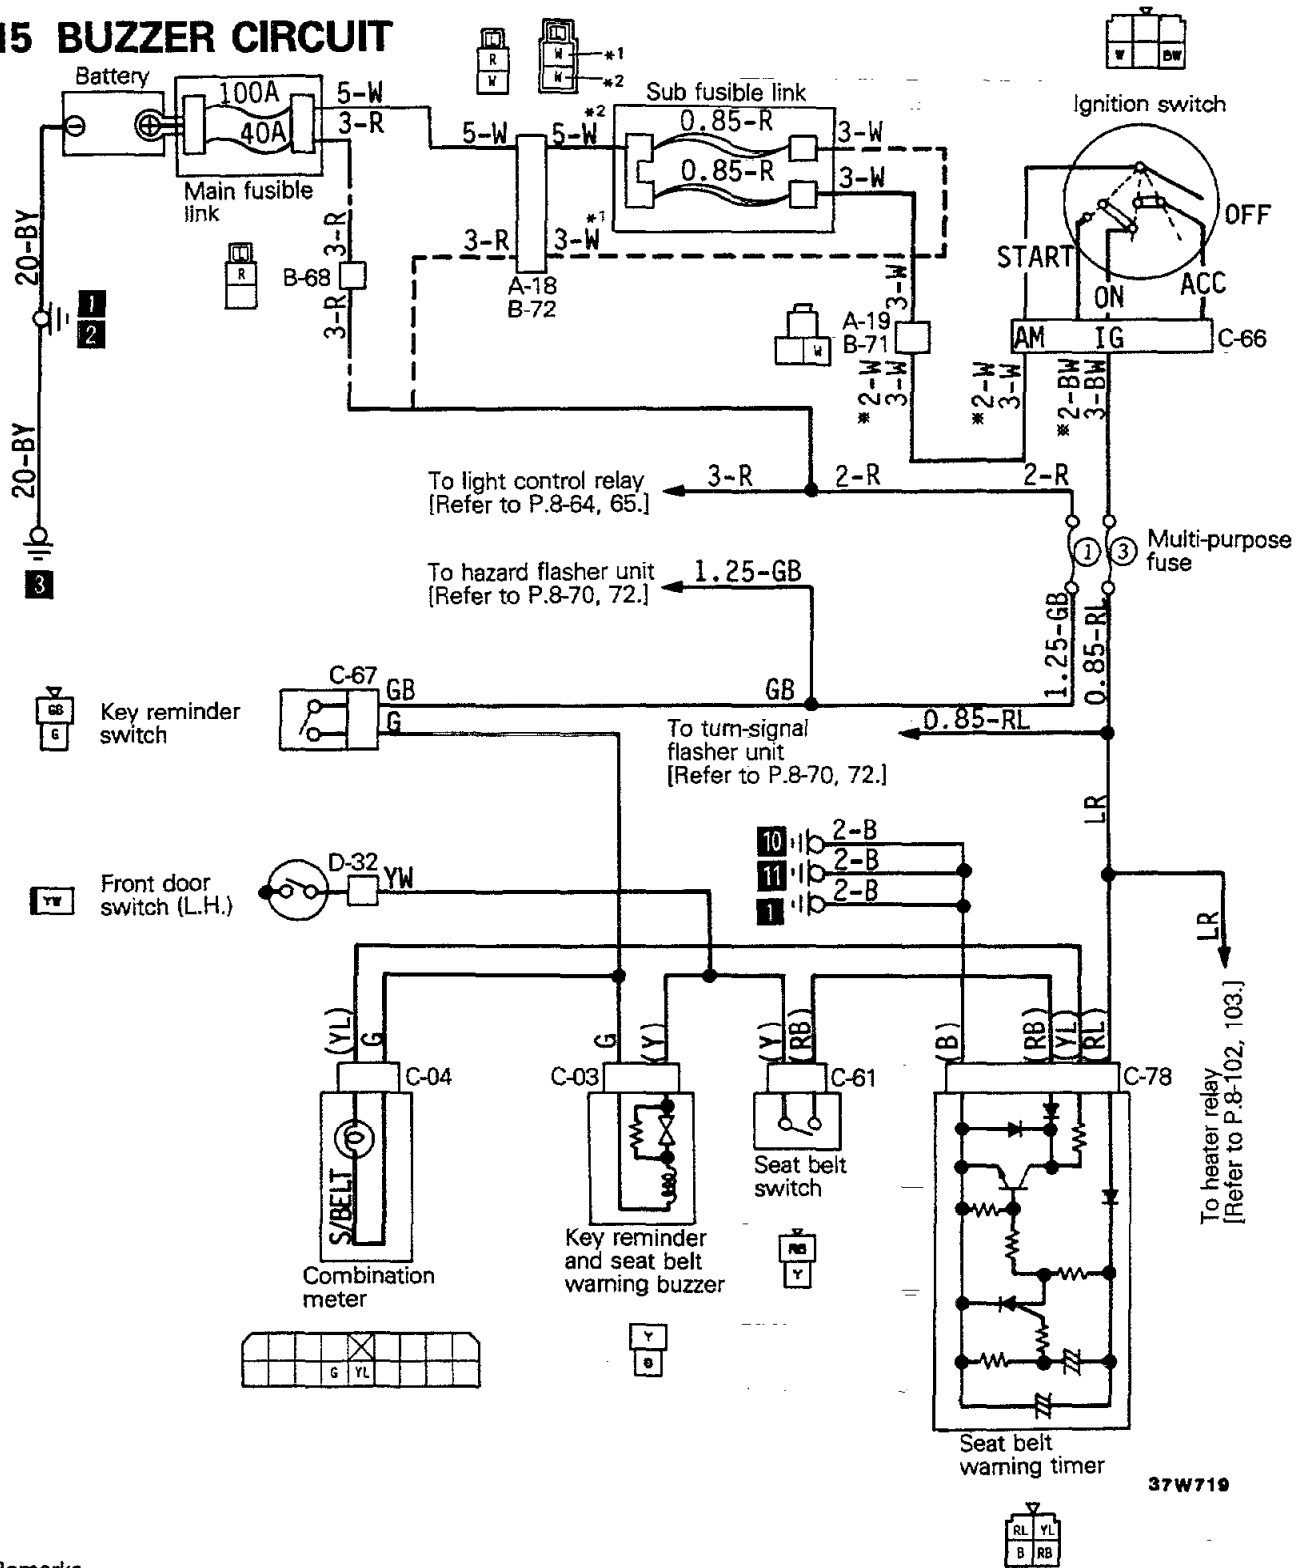 15 BUZZER CIRCUIT
Battery
100A
40A
Main fusible
link
5-W
3-R
R
W
W
W
*1
*2
Sub fusible link
0.85-R
0.85-R
5-W
5-W
*2
3-W
3-W
3-R
3-W
*1
A-18
B-72
W
BW
Ignition switch
OFF
START
ON
ACC
AM
IG
C-66
20-BY
1
2
20-BY
3
R
B-68
3-R
3-R
3-W
W
A-19
B-71
※2-W
3-W
※2-W
3-W
※2-BW
3-BW
To light control relay
[Refer to P.8-64, 65.]
3-R
2-R
2-R
1
3
Multi-purpose
fuse
To hazard flasher unit
[Refer to P.8-70, 72.]
1.25-GB
1.25-GB
0.85-RL
GB
G
Key reminder
switch
C-67
GB
G
GB
To turn-signal
flasher unit
[Refer to P.8-70, 72.]
0.85-RL
LR
YW
Front door
switch (L.H.)
D-32
YW
10
2-B
11
2-B
1
2-B
LR
To heater relay
[Refer to P.8-102, 103.]
(YL)
G
G
(Y)
(Y)
(RB)
(B)
(RB)
(YL)
(RL)
C-04
C-03
C-61
C-78
S/BELT
Combination
meter
Key reminder
and seat belt
warning buzzer
Seat belt
switch
RB
Y
G
YL
Y
G
Seat belt
warning timer
37W719
RL
YL
B
RB